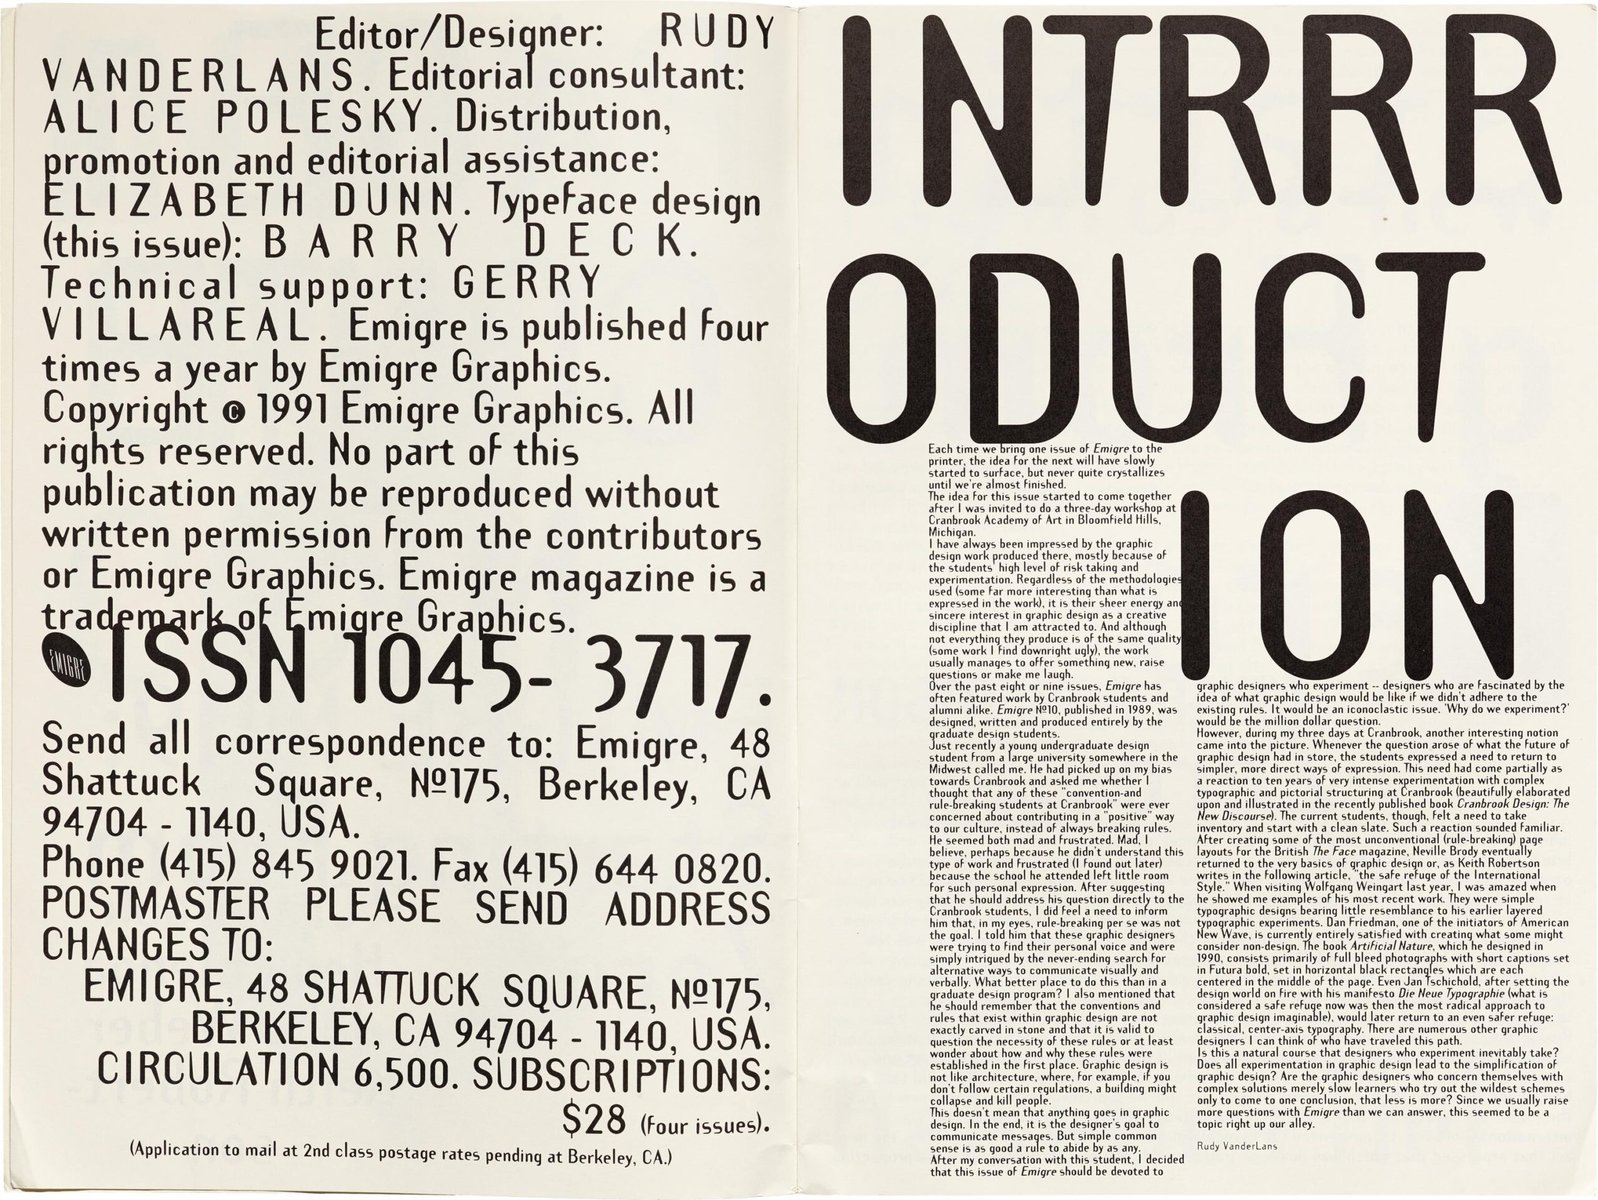 Editor/Designer: RUDY
VANDERLANS. Editorial consultant:
ALICE POLESKY. Distribution,
promotion and editorial assistance:
ELIZABETH DUNN. Typeface design
(this issue): BARRY DECK.
Technical support: GERRY
VILLAREAL. Emigre is published four
times a year by Emigre Graphics.
Copyright © 1991 Emigre Graphics. All
rights reserved. No part of this
publication may be reproduced without
written permission from the contributors
or Emigre Graphics. Emigre magazine is a
trademark of Emigre Graphics.
EMIGRE ISSN 1045- 3717.
Send all correspondence to: Emigre, 48
Shattuck Square, Nº175, Berkeley, CA
94704 - 1140, USA.
Phone (415) 845 9021. Fax (415) 644 0820.
POSTMASTER PLEASE SEND ADDRESS
CHANGES TO:
EMIGRE, 48 SHATTUCK SQUARE, Nº175,
BERKELEY, CA 94704 - 1140, USA.
CIRCULATION 6,500. SUBSCRIPTIONS:
$28 (four issues).
(Application to mail at 2nd class postage rates pending at Berkeley, CA.)
INTRRR
ODUCT
ION
Each time we bring one issue of Emigre to the
printer, the idea for the next will have slowly
started to surface, but never quite crystallizes
until we're almost finished.
The idea for this issue started to come together
after I was invited to do a three-day workshop at
Cranbrook Academy of Art in Bloomfield Hills,
Michigan.
I have always been impressed by the graphic
design work produced there, mostly because of
the students' high level of risk taking and
experimentation. Regardless of the methodologies
used (some far more interesting than what is
expressed in the work), it is their sheer energy and
sincere interest in graphic design as a creative
discipline that I am attracted to. And although
not everything they produce is of the same quality
(some work I find downright ugly), the work
usually manages to offer something new, raise
questions or make me laugh.
Over the past eight or nine issues, Emigre has
often featured work by Cranbrook students and
alumni alike. Emigre Nº10, published in 1989, was
designed, written and produced entirely by the
graduate design students.
Just recently a young undergraduate design
student from a large university somewhere in the
Midwest called me. He had picked up on my bias
towards Cranbrook and asked me whether I
thought that any of these "convention-and
rule-breaking students at Cranbrook" were ever
concerned about contributing in a "positive" way
to our culture, instead of always breaking rules.
He seemed both mad and frustrated. Mad, I
believe, perhaps because he didn't understand this
type of work and frustrated (I found out later)
because the school he attended left little room
for such personal expression. After suggesting
that he should address his question directly to the
Cranbrook students, I did feel a need to inform
him that, in my eyes, rule-breaking per se was not
the goal. I told him that these graphic designers
were trying to find their personal voice and were
simply intrigued by the never-ending search for
alternative ways to communicate visually and
verbally. What better place to do this than in a
graduate design program? I also mentioned that
he should remember that the conventions and
rules that exist within graphic design are not
exactly carved in stone and that it is valid to
question the necessity of these rules or at least
wonder about how and why these rules were
established in the first place. Graphic design is
not like architecture, where, for example, if you
don't follow certain regulations, a building might
collapse and kill people.
This doesn't mean that anything goes in graphic
design. In the end, it is the designer's goal to
communicate messages. But simple common
sense is as good a rule to abide by as any.
After my conversation with this student, I decided
that this issue of Emigre should be devoted to
graphic designers who experiment -- designers who are fascinated by the
idea of what graphic design would be like if we didn't adhere to the
existing rules. It would be an iconoclastic issue. 'Why do we experiment?'
would be the million dollar question.
However, during my three days at Cranbrook, another interesting notion
came into the picture. Whenever the question arose of what the future of
graphic design had in store, the students expressed a need to return to
simpler, more direct ways of expression. This need had come partially as
a reaction to ten years of very intense experimentation with complex
typographic and pictorial structuring at Cranbrook (beautifully elaborated
upon and illustrated in the recently published book Cranbrook Design: The
New Discourse). The current students, though, felt a need to take
inventory and start with a clean slate. Such a reaction sounded familiar.
After creating some of the most unconventional (rule-breaking) page
layouts for the British The Face magazine, Neville Brody eventually
returned to the very basics of graphic design or, as Keith Robertson
writes in the following article, "the safe refuge of the International
Style." When visiting Wolfgang Weingart last year, I was amazed when
he showed me examples of his most recent work. They were simple
typographic designs bearing little resemblance to his earlier layered
typographic experiments. Dan Friedman, one of the initiators of American
New Wave, is currently entirely satisfied with creating what some might
consider non-design. The book Artificial Nature, which he designed in
1990, consists primarily of full bleed photographs with short captions set
in Futura bold, set in horizontal black rectangles which are each
centered in the middle of the page. Even Jan Tschichold, after setting the
design world on fire with his manifesto Die Neue Typographie (what is
considered a safe refuge now was then the most radical approach to
graphic design imaginable), would later return to an even safer refuge:
classical, center-axis typography. There are numerous other graphic
designers I can think of who have traveled this path.
Is this a natural course that designers who experiment inevitably take?
Does all experimentation in graphic design lead to the simplification of
graphic design? Are the graphic designers who concern themselves with
complex solutions merely slow learners who try out the wildest schemes
only to come to one conclusion, that less is more? Since we usually raise
more questions with Emigre than we can answer, this seemed to be a
topic right up our alley.
Rudy VanderLans